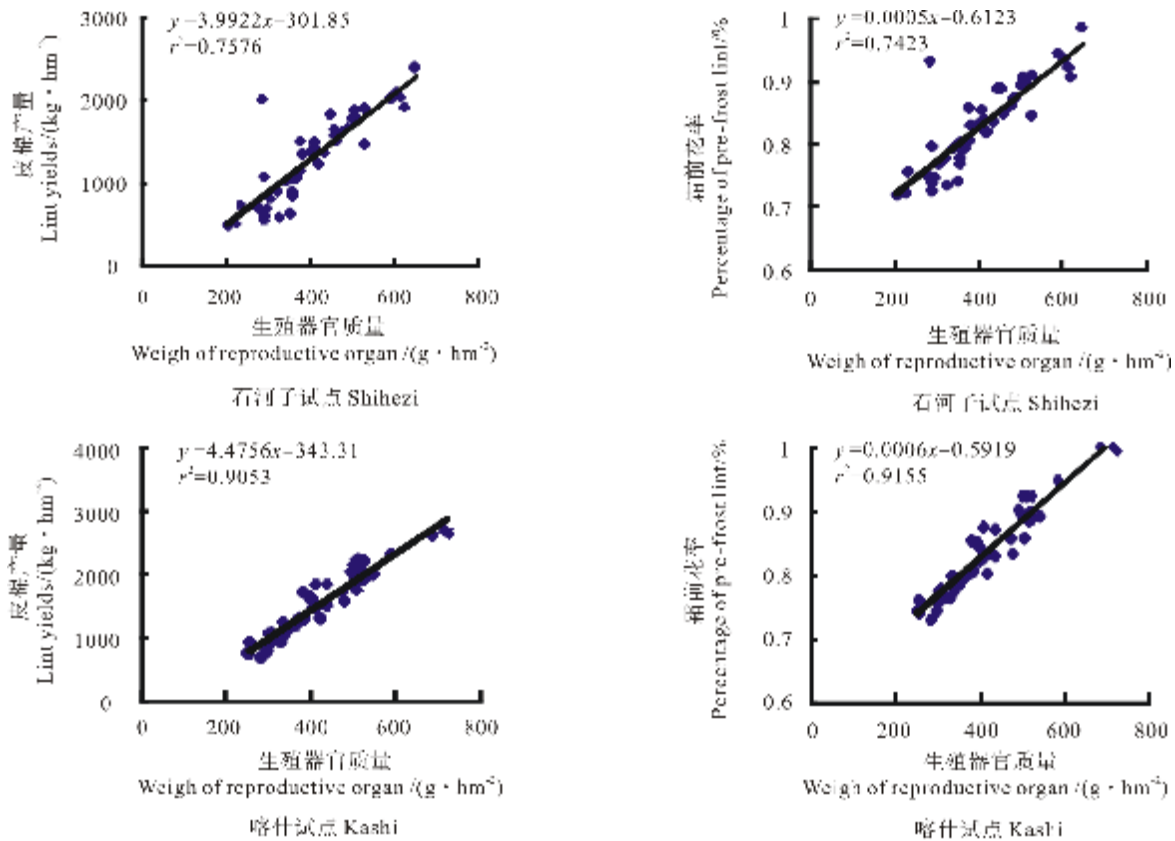 y=3.9922x−301.85
r²=0.7576
3000
2000
1000
0
皮棉产量
Lint yields/(kg·hm⁻²)
0 200 400 600 800
生殖器官质量
Weigh of reproductive organ /(g·hm⁻²)
石河子试点 Shihezi
y=0.0005x−0.6123
r²=0.7423
1
0.9
0.8
0.7
0.6
霜前花率
Percentage of pre-frost lint/%
0 200 400 600 800
生殖器官质量
Weigh of reproductive organ /(g·hm⁻²)
石河子试点 Shihezi
y=4.4756x−343.31
r²=0.9053
4000
3000
2000
1000
0
皮棉产量
Lint yields/(kg·hm⁻²)
0 200 400 600 800
生殖器官质量
Weigh of reproductive organ /(g·hm⁻²)
喀什试点 Kashi
y=0.0006x−0.5919
r² 0.9155
1
0.9
0.8
0.7
0.6
霜前花率
Percentage of pre-frost lint/%
0 200 400 600 800
生殖器官质量
Weigh of reproductive organ /(g·hm⁻²)
喀什试点 Kashi